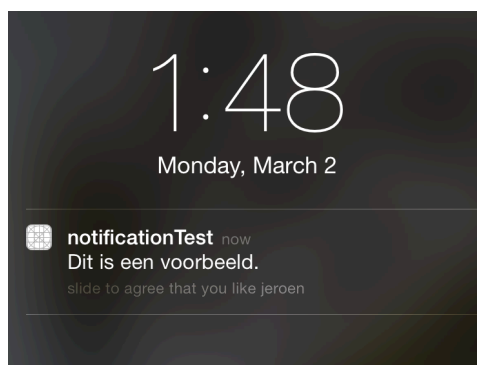 1:48
Monday, March 2
notificationTest now
Dit is een voorbeeld.
slide to agree that you like jeroen